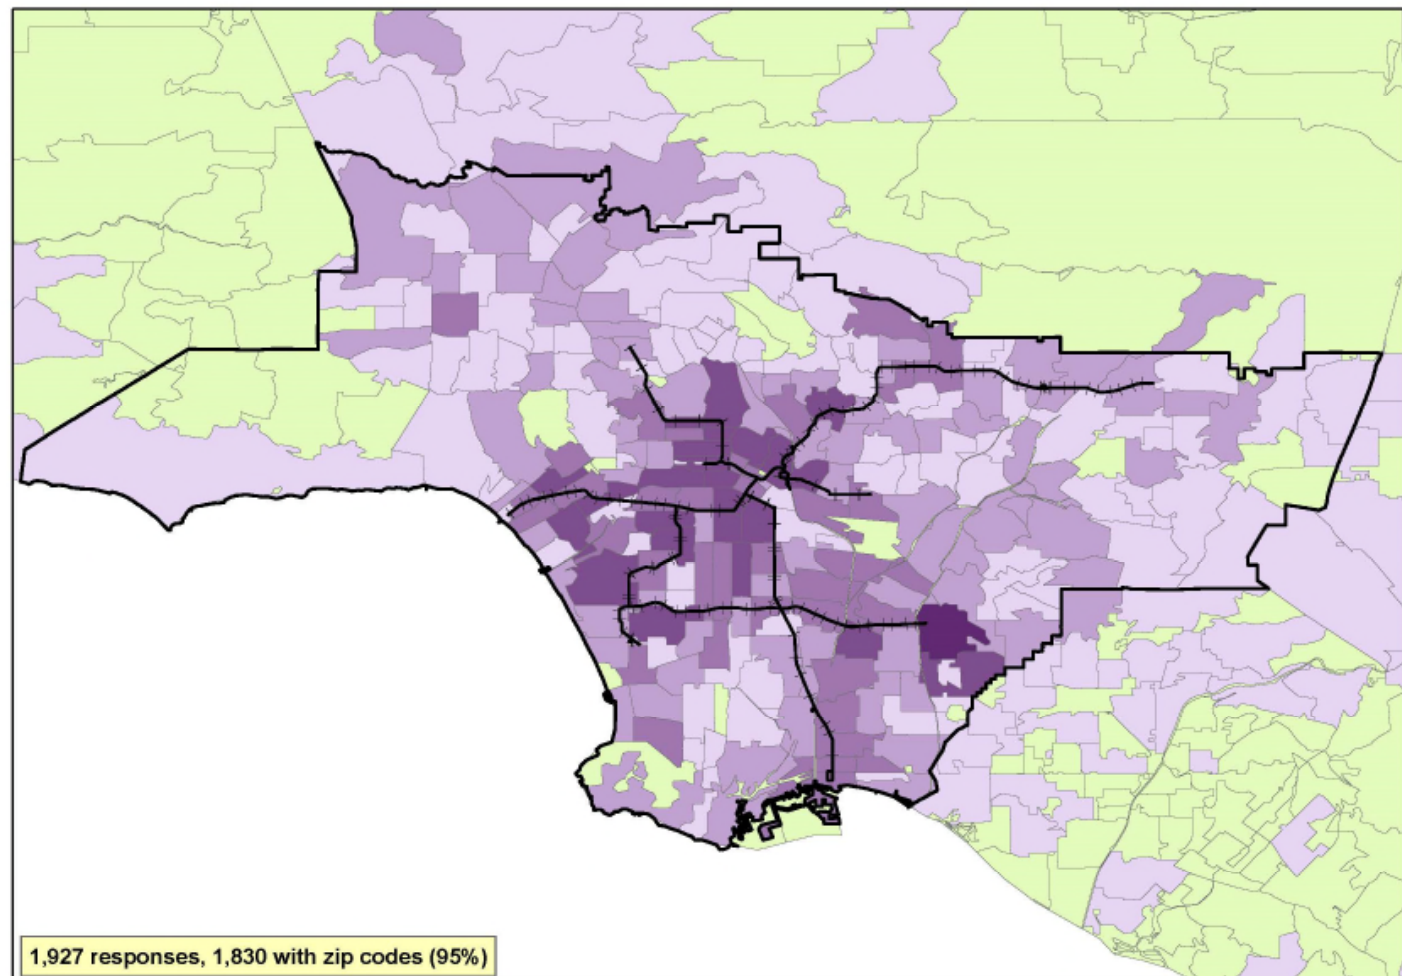 1,927 responses, 1,830 with zip codes (95%)